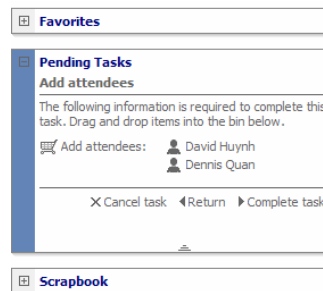 Favorites
Pending Tasks
Add attendees
The following information is required to complete this
task. Drag and drop items into the bin below.
Add attendees: David Huynh
Dennis Quan
Cancel task Return Complete task
Scrapbook